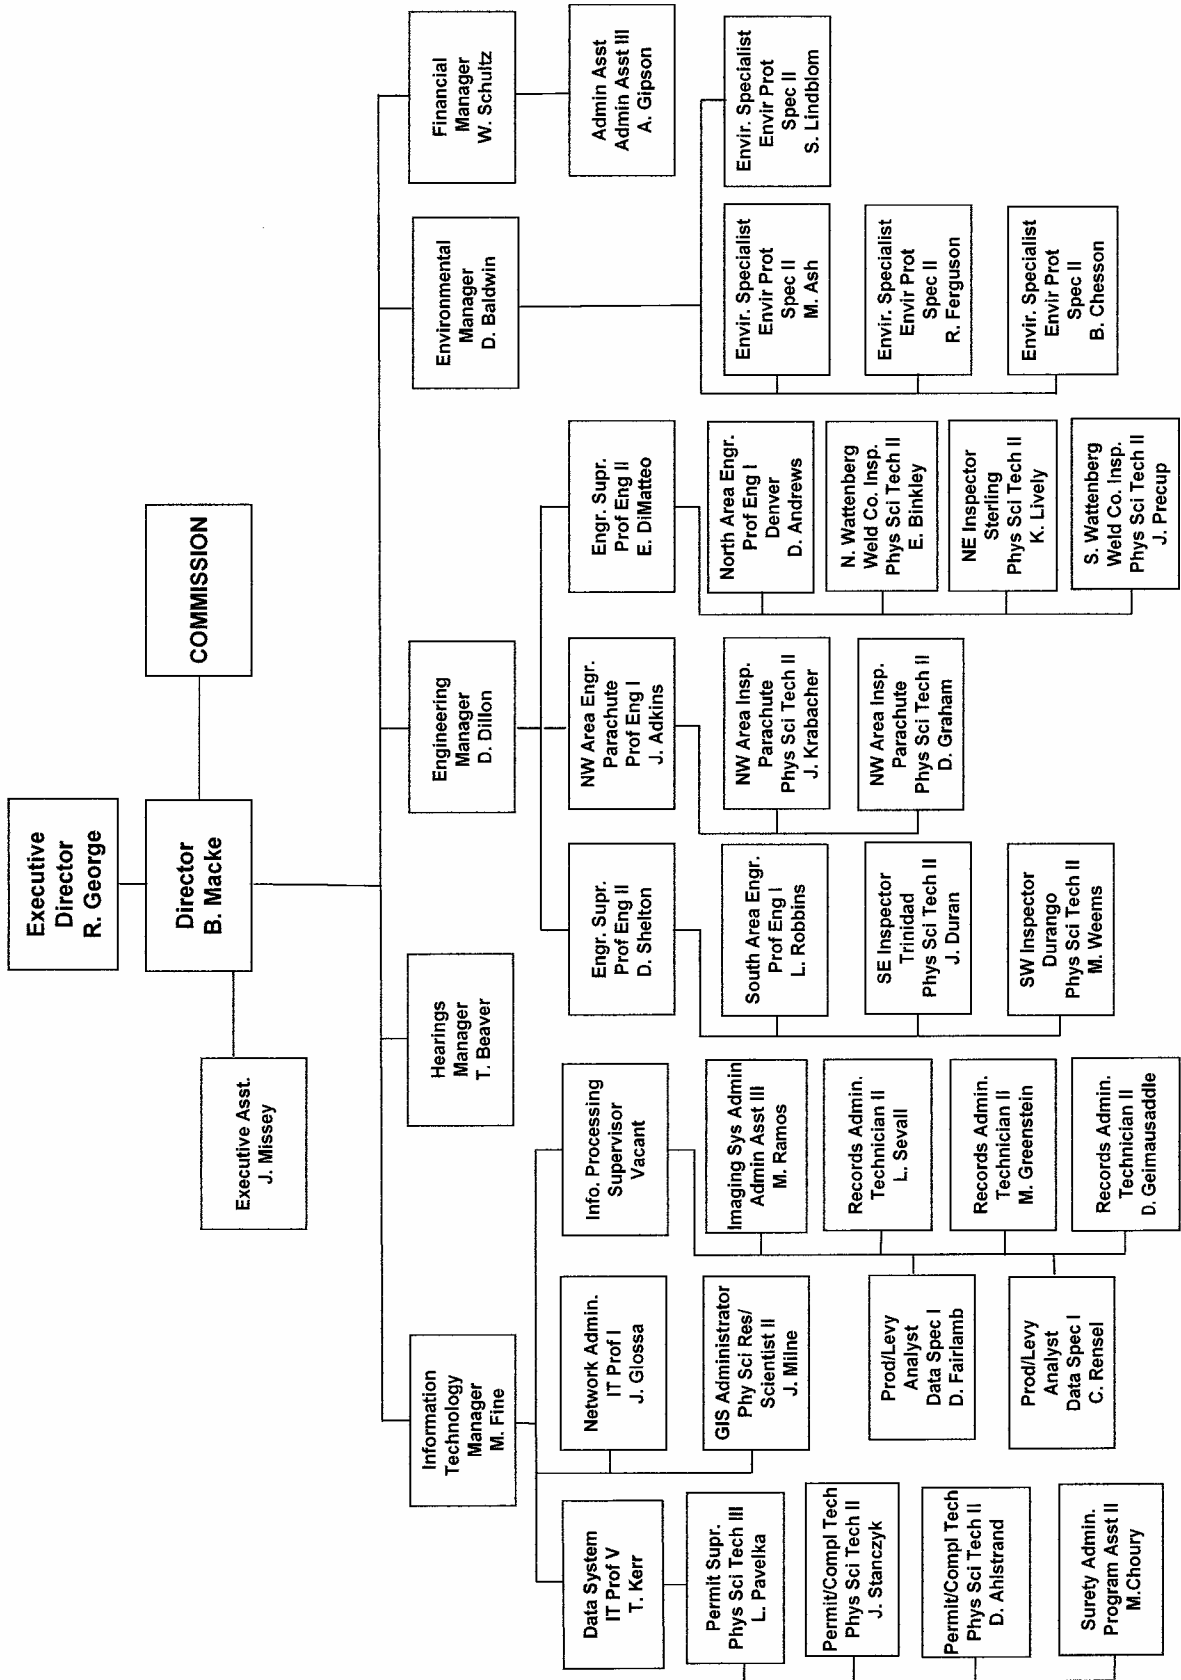 Executive
Director
R. George
Director
B. Macke
COMMISSION
Executive Asst.
J. Missey
Information
Technology
Manager
M. Fine
Hearings
Manager
T. Beaver
Engineering
Manager
D. Dillon
Environmental
Manager
D. Baldwin
Financial
Manager
W. Schultz
Data System
IT Prof V
T. Kerr
Permit Supr.
Phys Sci Tech III
L. Pavelka
Permit/Compl Tech
Phys Sci Tech II
J. Stanczyk
Permit/Compl Tech
Phys Sci Tech II
D. Ahlstrand
Surety Admin.
Program Asst II
M.Choury
Network Admin.
IT Prof I
J. Glossa
GIS Administrator
Phy Sci Res/
Scientist II
J. Milne
Prod/Levy
Analyst
Data Spec I
D. Fairlamb
Prod/Levy
Analyst
Data Spec I
C. Rensel
Info. Processing
Supervisor
Vacant
Imaging Sys Admin
Admin Asst III
M. Ramos
Records Admin.
Technician II
L. Sevall
Records Admin.
Technician II
M. Greenstein
Records Admin.
Technician II
D. Geimausaddle
Engr. Supr.
Prof Eng II
D. Shelton
South Area Engr.
Prof Eng I
L. Robbins
SE Inspector
Trinidad
Phys Sci Tech II
J. Duran
SW Inspector
Durango
Phys Sci Tech II
M. Weems
NW Area Engr.
Parachute
Prof Eng I
J. Adkins
NW Area Insp.
Parachute
Phys Sci Tech II
J. Krabacher
NW Area Insp.
Parachute
Phys Sci Tech II
D. Graham
Engr. Supr.
Prof Eng II
E. DiMatteo
North Area Engr.
Prof Eng I
Denver
D. Andrews
N. Wattenberg
Weld Co. Insp.
Phys Sci Tech II
E. Binkley
NE Inspector
Sterling
Phys Sci Tech II
K. Lively
S. Wattenberg
Weld Co. Insp.
Phys Sci Tech II
J. Precup
Envir. Specialist
Envir Prot
Spec II
M. Ash
Envir. Specialist
Envir Prot
Spec II
R. Ferguson
Envir. Specialist
Envir Prot
Spec II
B. Chesson
Envir. Specialist
Envir Prot
Spec II
S. Lindblom
Admin Asst
Admin Asst III
A. Gipson